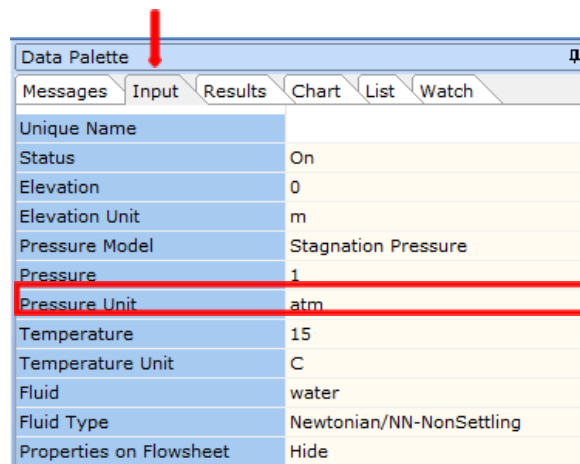 Data Palette
Messages Input Results Chart List Watch
Unique Name
Status On
Elevation 0
Elevation Unit m
Pressure Model Stagnation Pressure
Pressure 1
Pressure Unit atm
Temperature 15
Temperature Unit C
Fluid water
Fluid Type Newtonian/NN-NonSettling
Properties on Flowsheet Hide